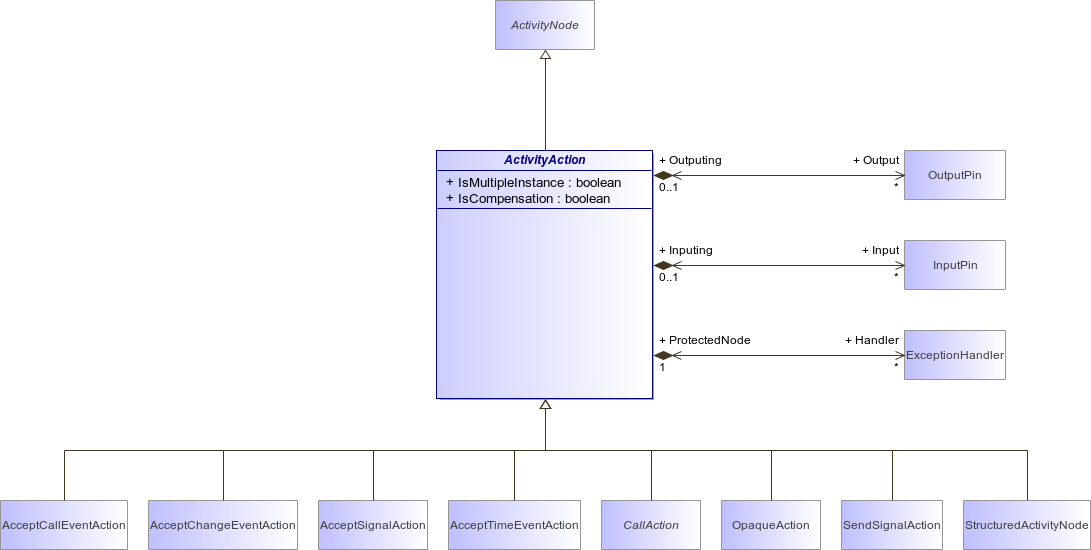 ActivityNode
ActivityAction
+ IsMultipleInstance : boolean
+ IsCompensation : boolean
+ Outputing
+ Output
0..1
*
OutputPin
+ Inputing
+ Input
0..1
*
InputPin
+ ProtectedNode
+ Handler
1
*
ExceptionHandler
AcceptCallEventAction
AcceptChangeEventAction
AcceptSignalAction
AcceptTimeEventAction
CallAction
OpaqueAction
SendSignalAction
StructuredActivityNode